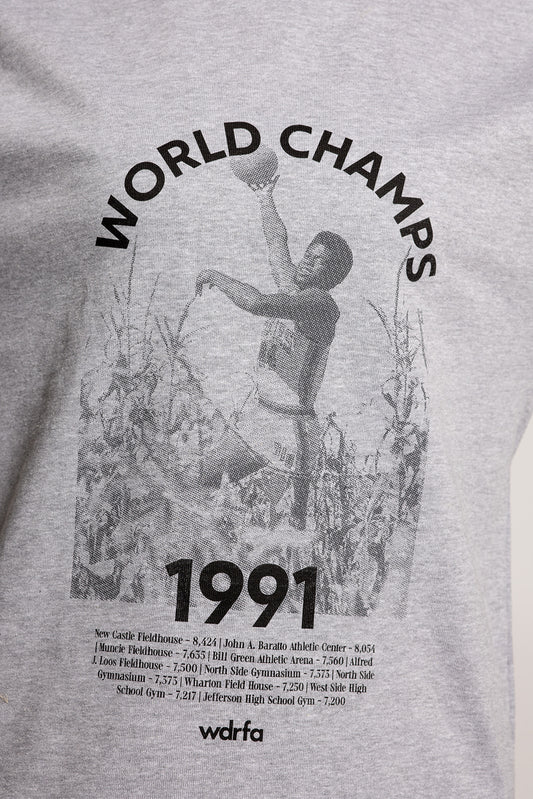 WORLD CHAMPS
1991
New Castle Fieldhouse - 8,424 | John A. Baratto Athletic Center - 8,054
| Muncie Fieldhouse - 7,635 | Bill Green Athletic Arena - 7,560 | Alfred
J. Loos Fieldhouse - 7,500 | North Side Gymnasium - 7,373 | North Side
Gymnasium - 7,373 | Wharton Field House - 7,250 | West Side High
School Gym - 7,217 | Jefferson High School Gym - 7,200
wdrfa